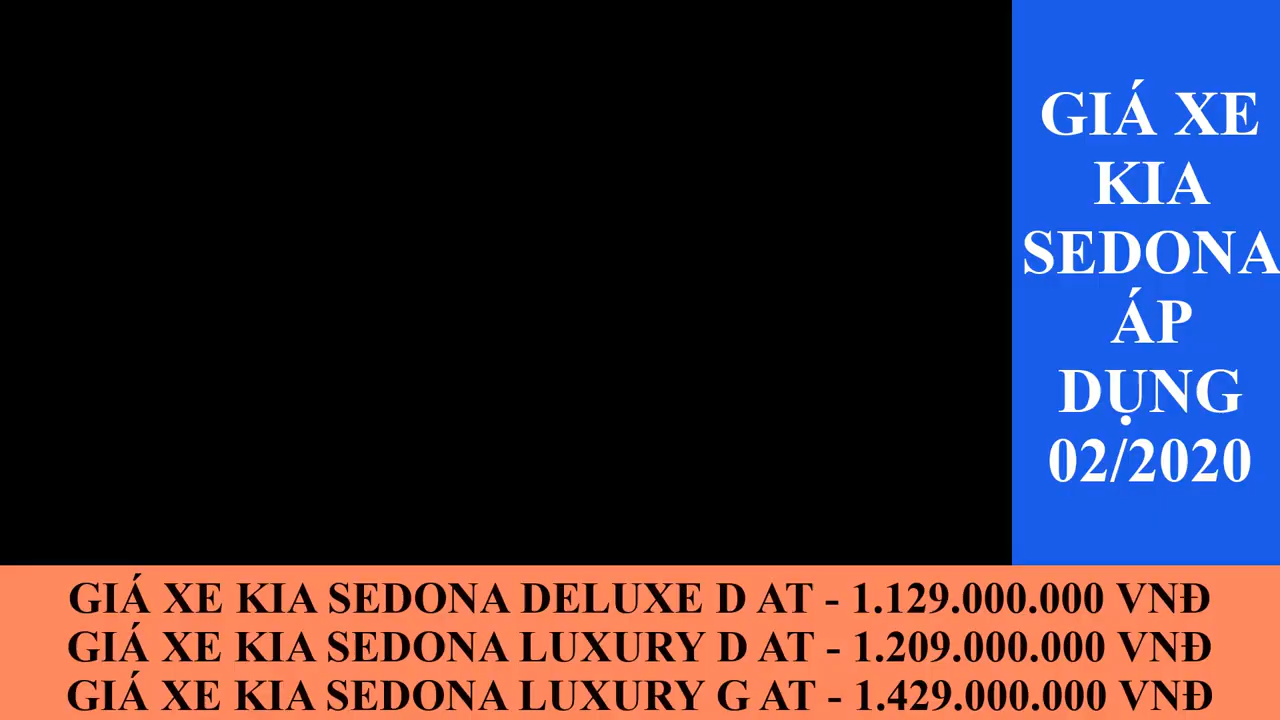 GIÁ XE
KIA
SEDONA
ÁP
DỤNG
02/2020
GIÁ XE KIA SEDONA DELUXE D AT - 1.129.000.000 VNĐ
GIÁ XE KIA SEDONA LUXURY D AT - 1.209.000.000 VNĐ
GIÁ XE KIA SEDONA LUXURY G AT - 1.429.000.000 VNĐ